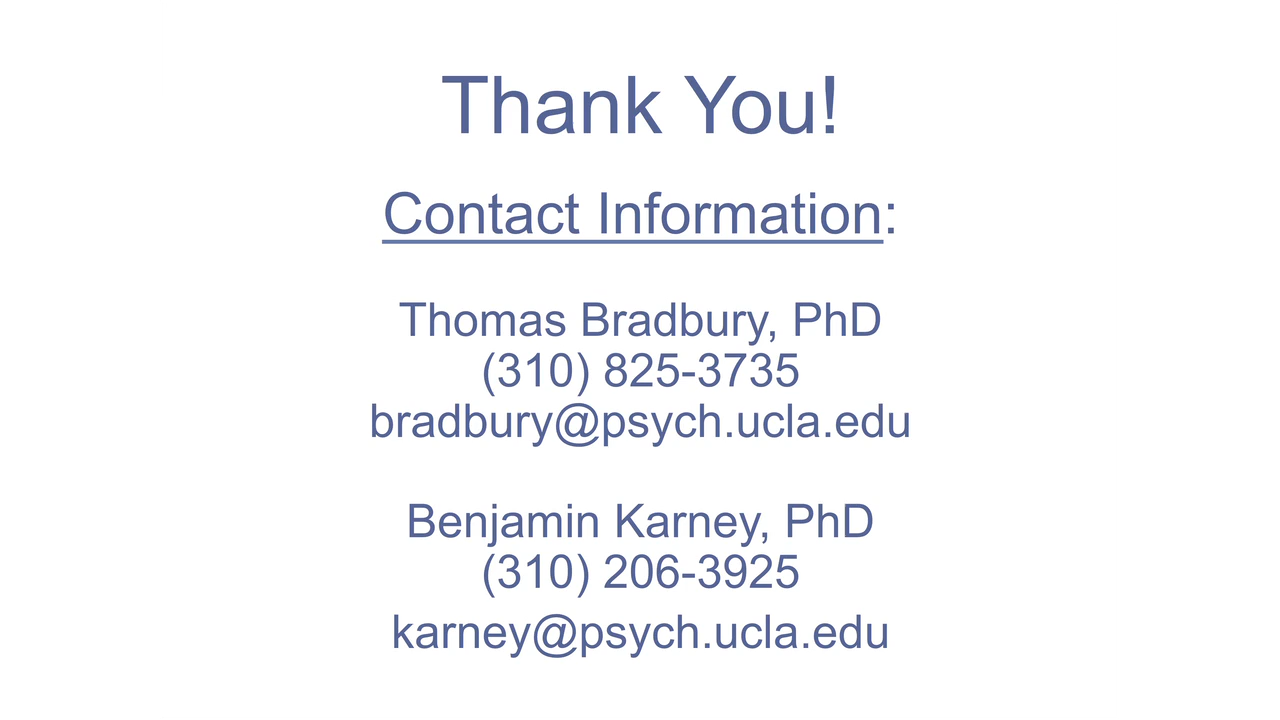 Thank You!
Contact Information:
Thomas Bradbury, PhD
(310) 825-3735
bradbury@psych.ucla.edu
Benjamin Karney, PhD
(310) 206-3925
karney@psych.ucla.edu